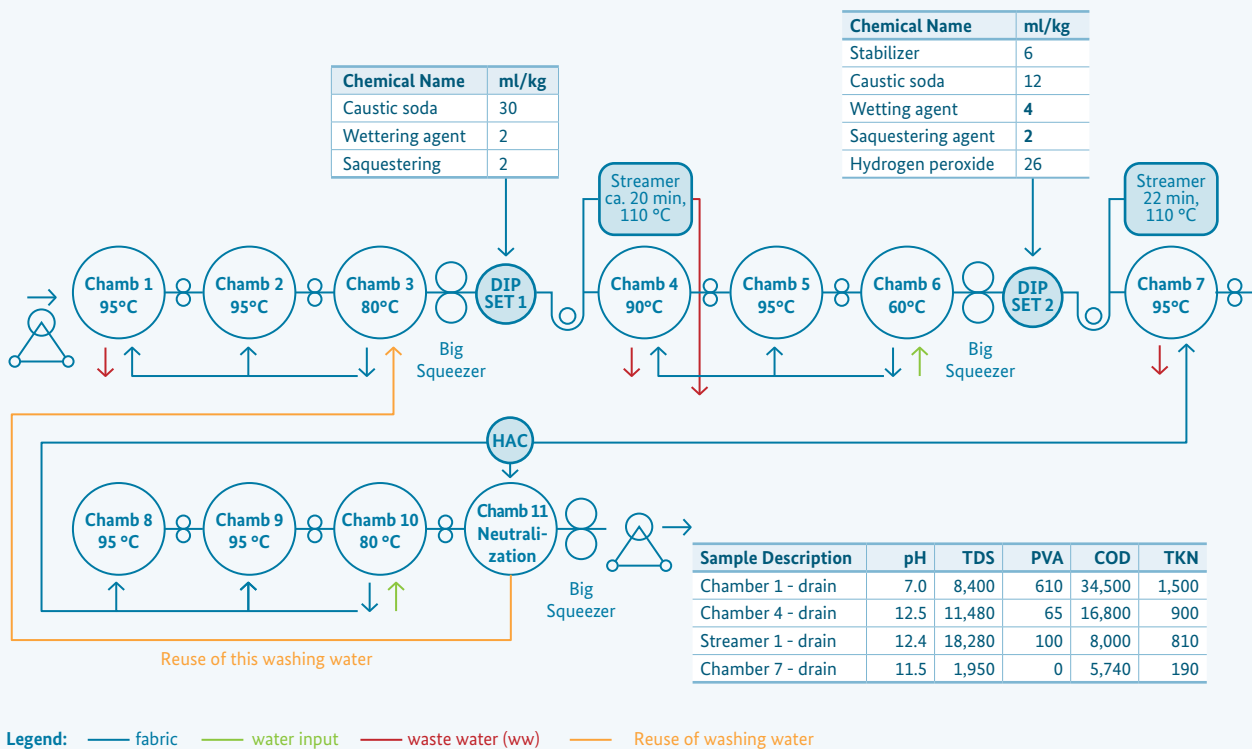 Chemical Name ml/kg
Stabilizer 6
Caustic soda 12
Wetting agent 4
Saquestering agent 2
Hydrogen peroxide 26
Chemical Name ml/kg
Caustic soda 30
Wettering agent 2
Saquestering 2
Streamer
ca. 20 min,
110 °C
Streamer
22 min,
110 °C
Chamb 1
95°C
Chamb 2
95°C
Chamb 3
80°C
DIP
SET 1
Chamb 4
90°C
Chamb 5
95°C
Chamb 6
60°C
DIP
SET 2
Chamb 7
95°C
Big
Squeezer
Big
Squeezer
HAC
Chamb 8
95 °C
Chamb 9
95 °C
Chamb 10
80 °C
Chamb 11
Neutrali-
zation
Big
Squeezer
Sample Description pH TDS PVA COD TKN
Chamber 1 - drain 7.0 8,400 610 34,500 1,500
Chamber 4 - drain 12.5 11,480 65 16,800 900
Streamer 1 - drain 12.4 18,280 100 8,000 810
Chamber 7 - drain 11.5 1,950 0 5,740 190
Reuse of this washing water
Legend: fabric water input waste water (ww) Reuse of washing water